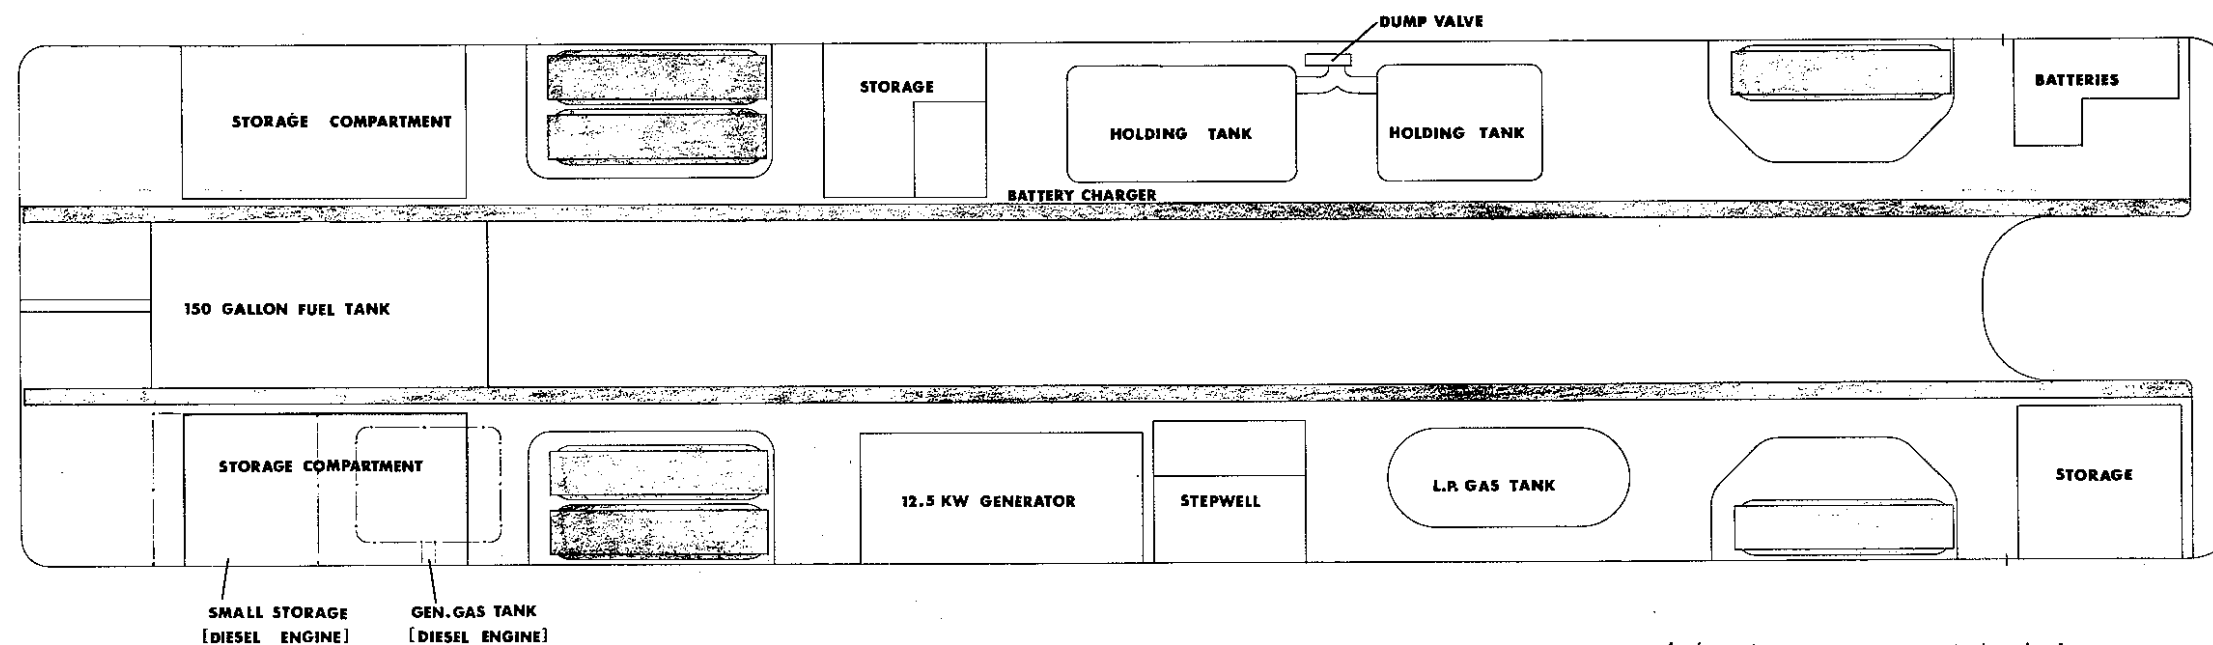 DUMP VALVE
STORAGE COMPARTMENT
STORAGE
HOLDING TANK
HOLDING TANK
BATTERIES
BATTERY CHARGER
150 GALLON FUEL TANK
STORAGE COMPARTMENT
12.5 KW GENERATOR
STEPWELL
L.P. GAS TANK
STORAGE
SMALL STORAGE
[DIESEL ENGINE]
GEN. GAS TANK
[DIESEL ENGINE]